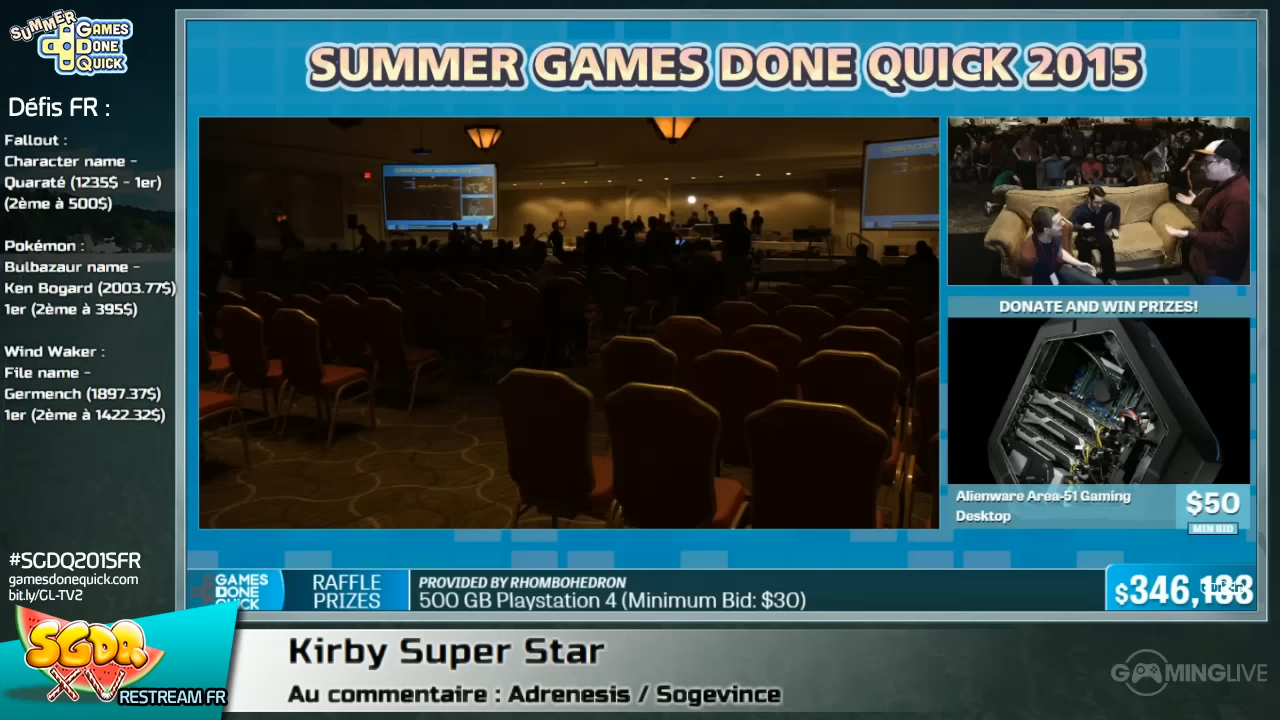 SUMMER
GAMES
DONE
QUICK
Défis FR :
Fallout :
Character name -
Quaraté (1235$ - 1er)
(2ème à 500$)
Pokémon :
Bulbazaur name -
Ken Bogard (2003.77$)
1er (2ème à 395$)
Wind Waker :
File name -
Germench (1897.37$)
1er (2ème à 1422.32$)
#SGDQ2015FR
gamesdonequick.com
bit.ly/GL-TV2
SUMMER GAMES DONE QUICK 2015
DONATE AND WIN PRIZES!
Alienware Area-51 Gaming
Desktop
$50
MIN BID
GAMES
DONE
QUICK
RAFFLE
PRIZES
PROVIDED BY RHOMBOHEDRON
500 GB Playstation 4 (Minimum Bid: $30)
$346,188
SGDQ
XV
RESTREAM FR
Kirby Super Star
Au commentaire : Adrenesis / Sogevince
GAMINGLIVE